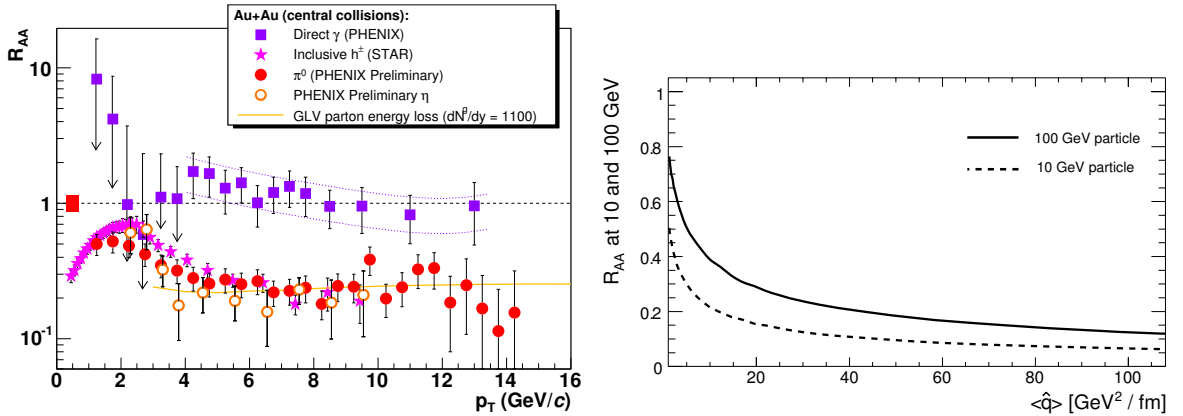 Au+Au (central collisions):
Direct γ (PHENIX)
Inclusive h± (STAR)
π0 (PHENIX Preliminary)
PHENIX Preliminary η
GLV parton energy loss (dNg/dy = 1100)
RAA
10
1
10-1
0 2 4 6 8 10 12 14 16
pT (GeV/c)
RAA at 10 and 100 GeV
1
0.8
0.6
0.4
0.2
0
100 GeV particle
10 GeV particle
20 40 60 80 100
<q̂> [GeV2 / fm]